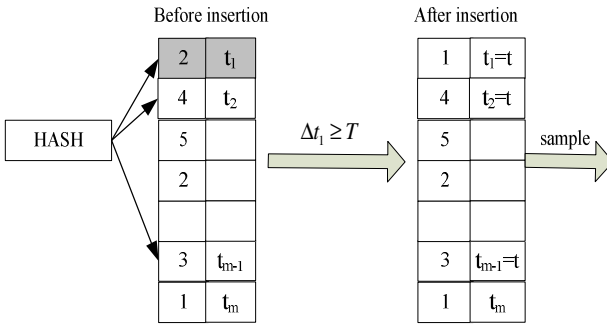 Before insertion
After insertion
2 t₁
1 t₁=t
4 t₂
4 t₂=t
HASH
5
Δt₁ ≥ T
5
sample
2
2
3 tₘ₋₁
3 tₘ₋₁=t
1 tₘ
1 tₘ